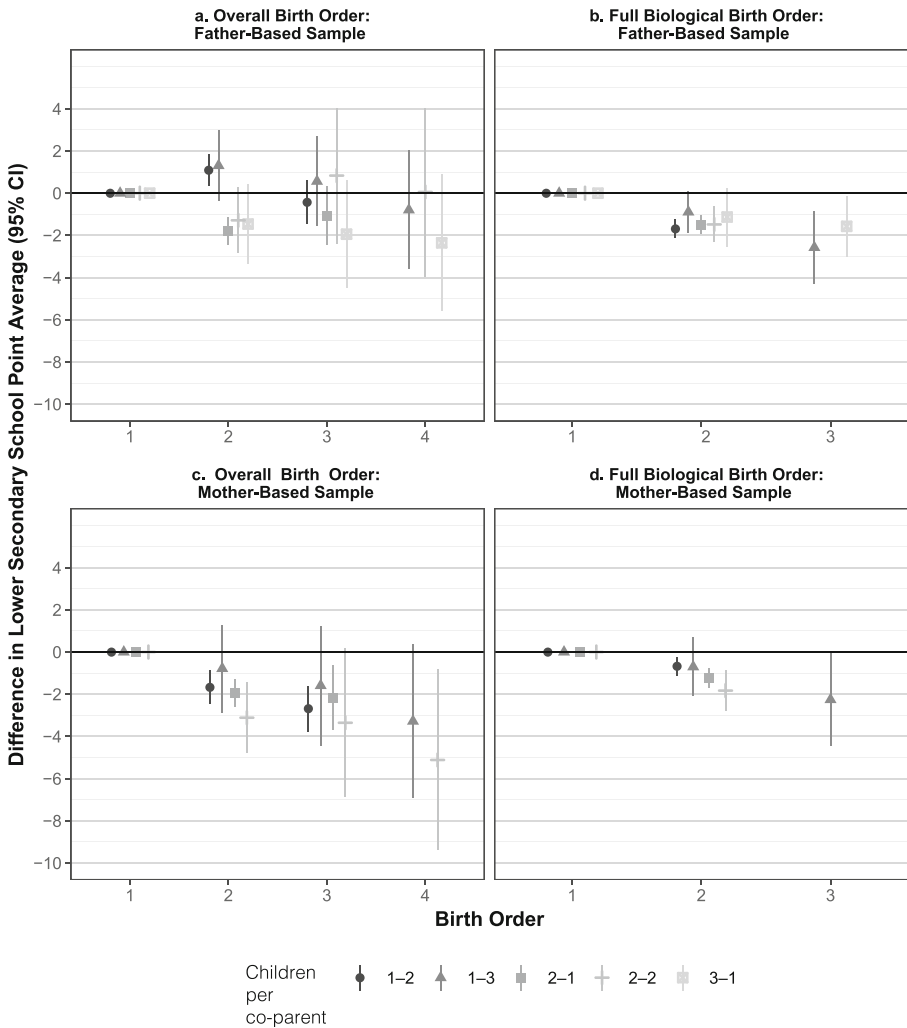 a. Overall Birth Order:
Father-Based Sample
b. Full Biological Birth Order:
Father-Based Sample
4
2
0
−2
−4
−6
−8
−10
1 2 3 4
1 2 3
c. Overall Birth Order:
Mother-Based Sample
d. Full Biological Birth Order:
Mother-Based Sample
4
2
0
−2
−4
−6
−8
−10
1 2 3 4
1 2 3
Difference in Lower Secondary School Point Average (95% CI)
Birth Order
Children
per
co-parent
1–2 1–3 2–1 2–2 3–1